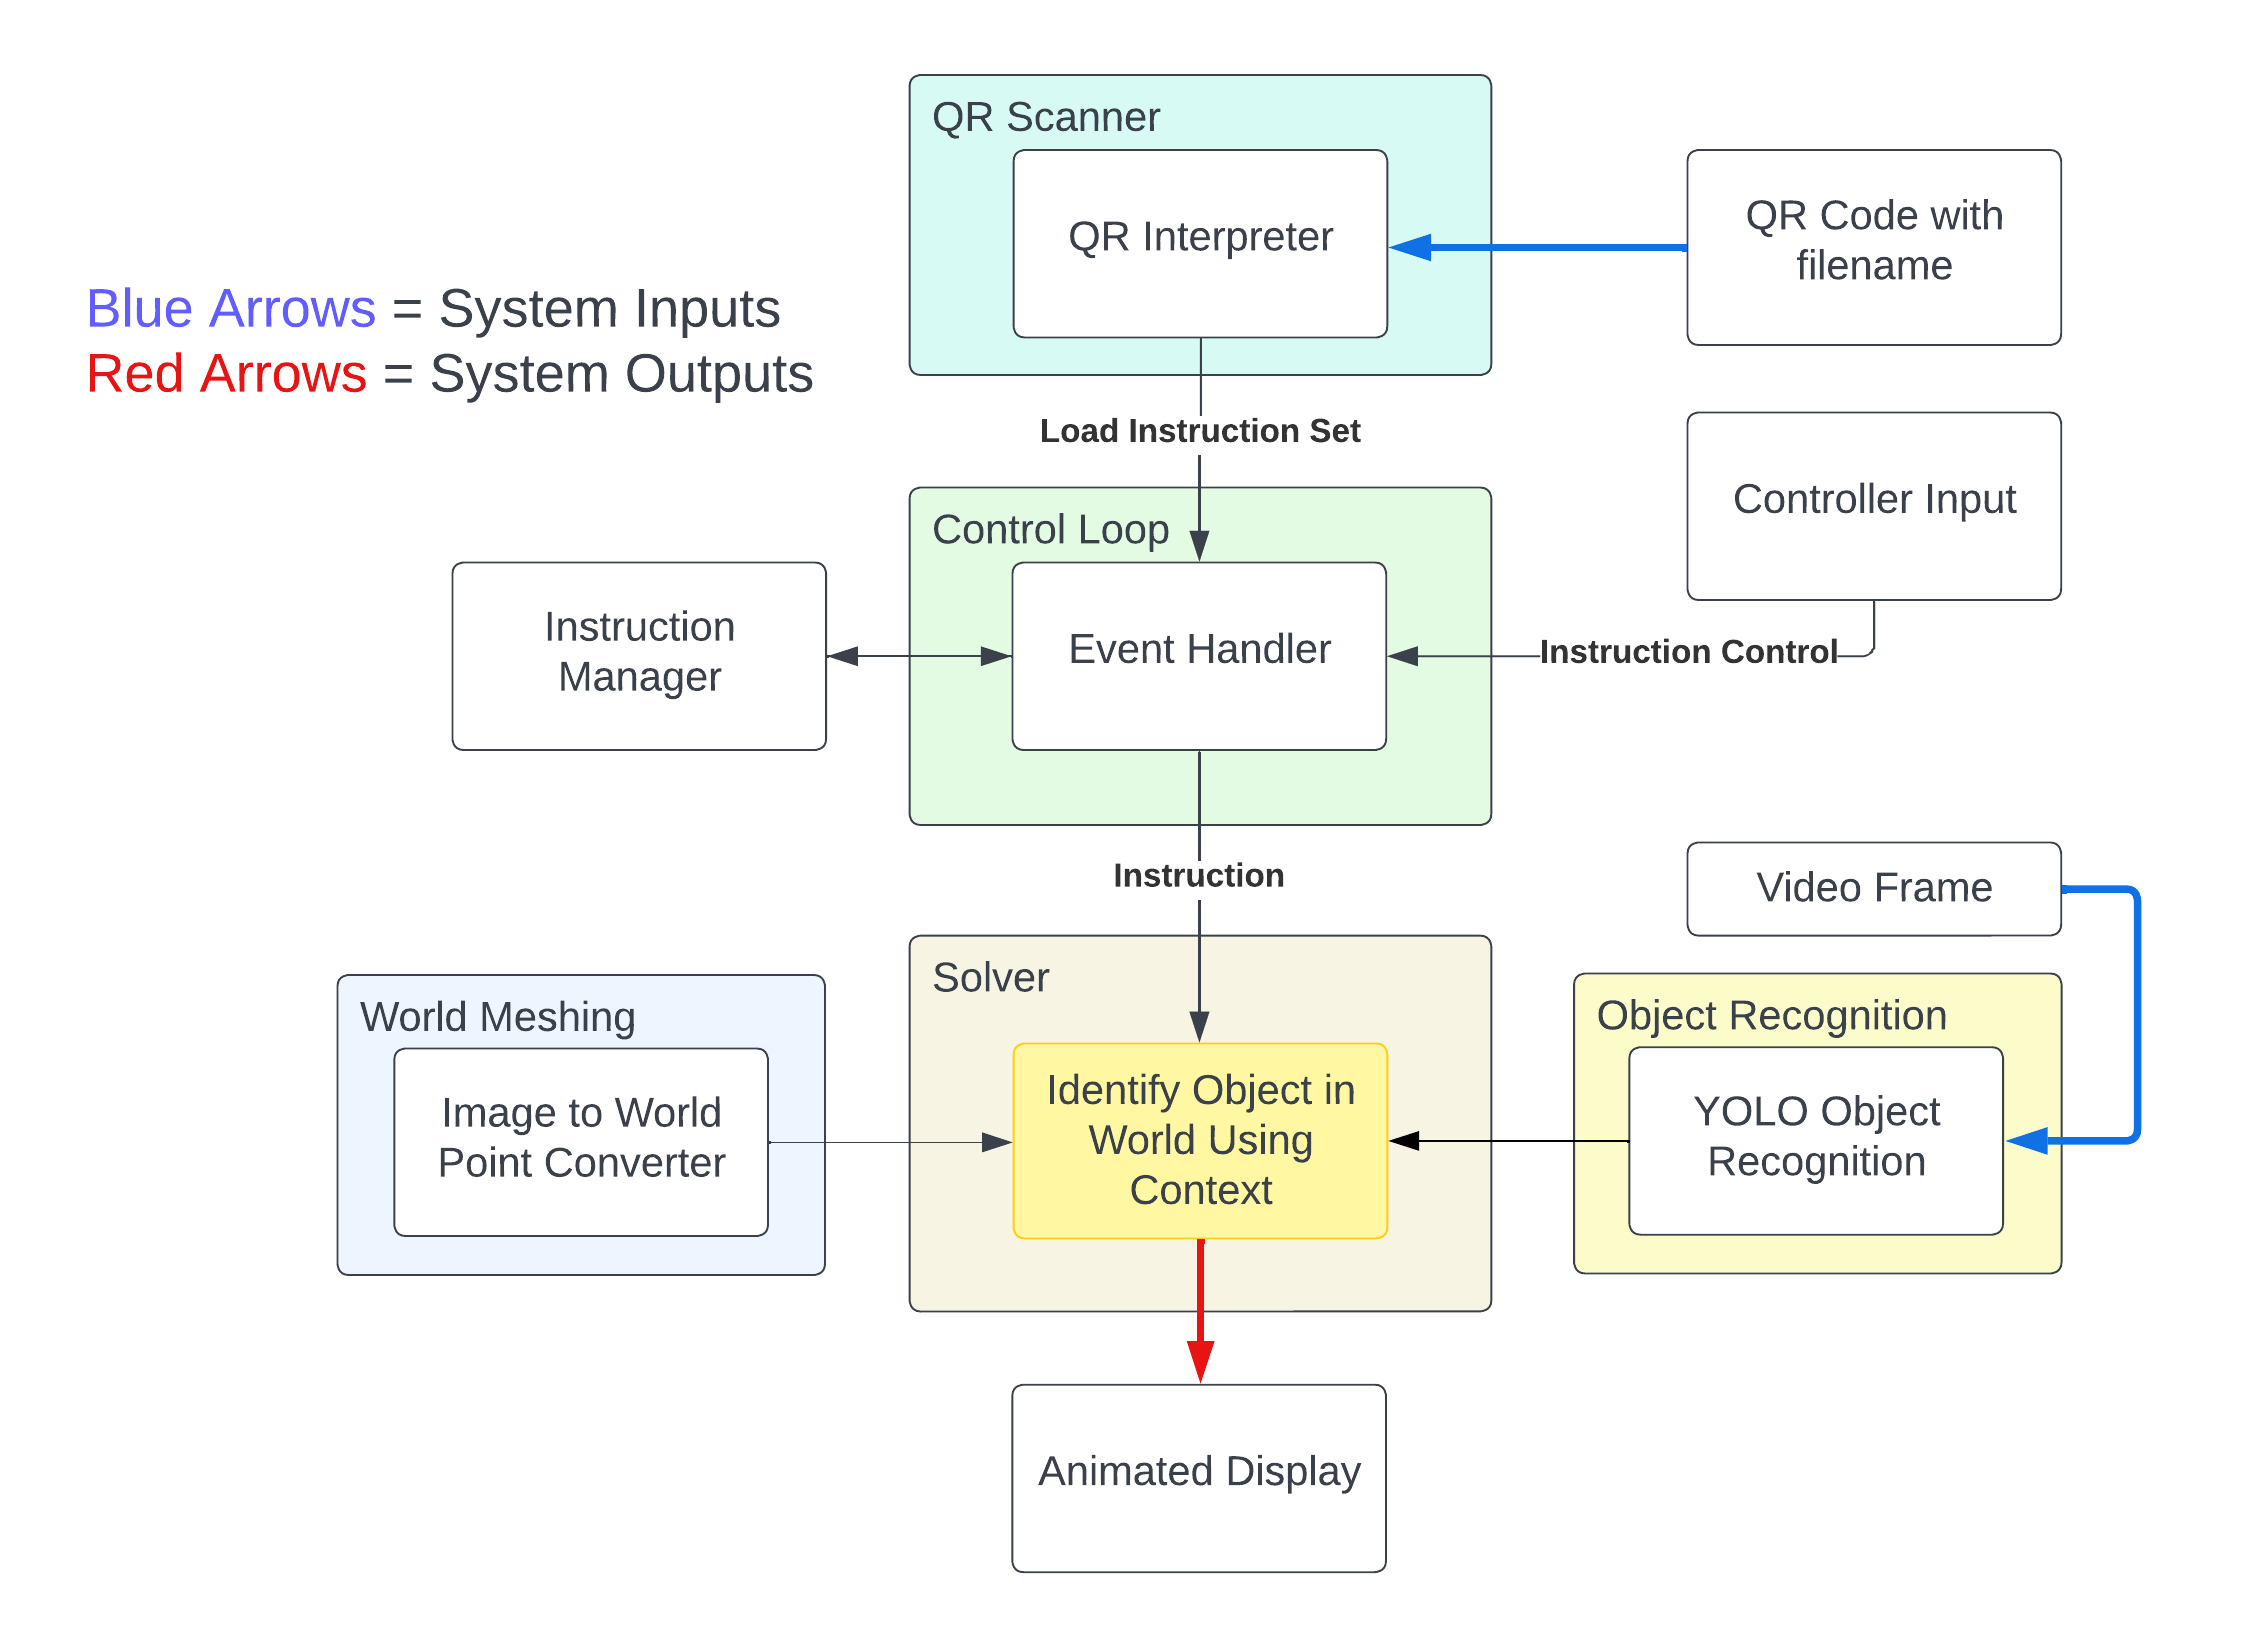 QR Scanner
QR Interpreter
QR Code with
filename
Blue Arrows = System Inputs
Red Arrows = System Outputs
Load Instruction Set
Controller Input
Control Loop
Instruction
Manager
Event Handler
Instruction Control
Instruction
Video Frame
Solver
World Meshing
Object Recognition
Image to World
Point Converter
Identify Object in
World Using
Context
YOLO Object
Recognition
Animated Display